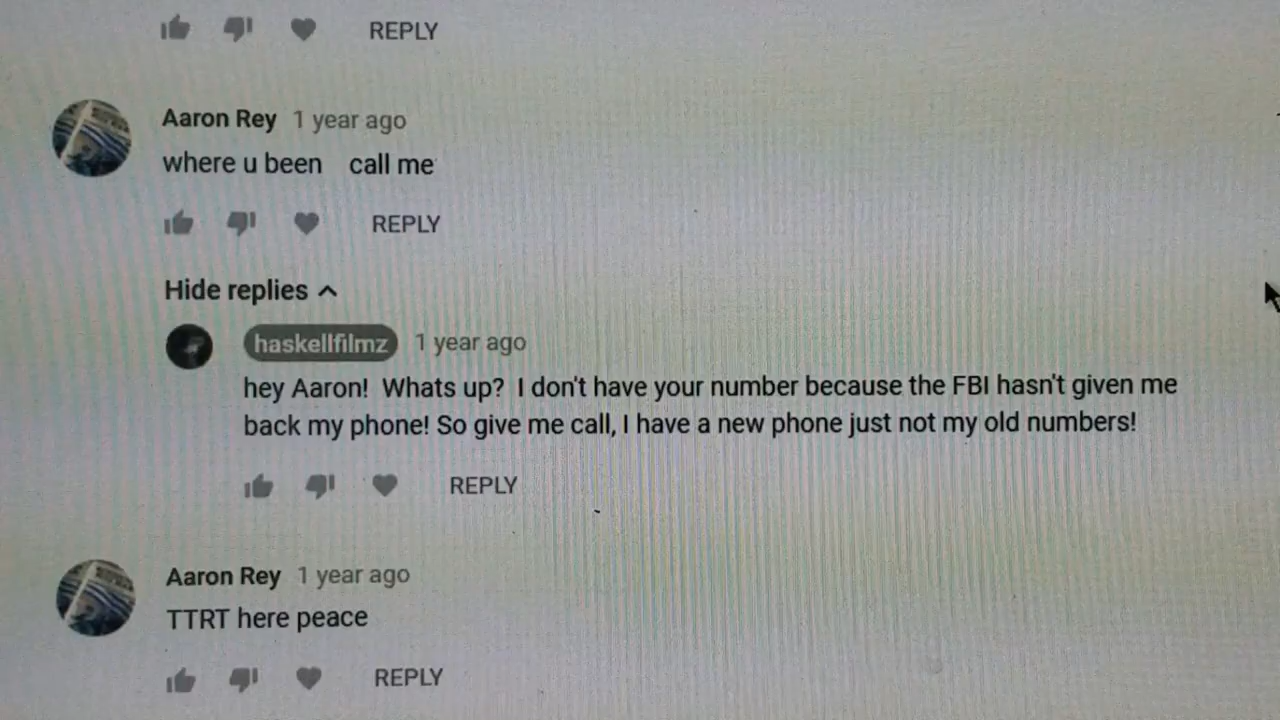 REPLY
Aaron Rey 1 year ago
where u been call me
REPLY
Hide replies
haskellfilmz 1 year ago
hey Aaron! Whats up? I don't have your number because the FBI hasn't given me
back my phone! So give me call, I have a new phone just not my old numbers!
REPLY
Aaron Rey 1 year ago
TTRT here peace
REPLY